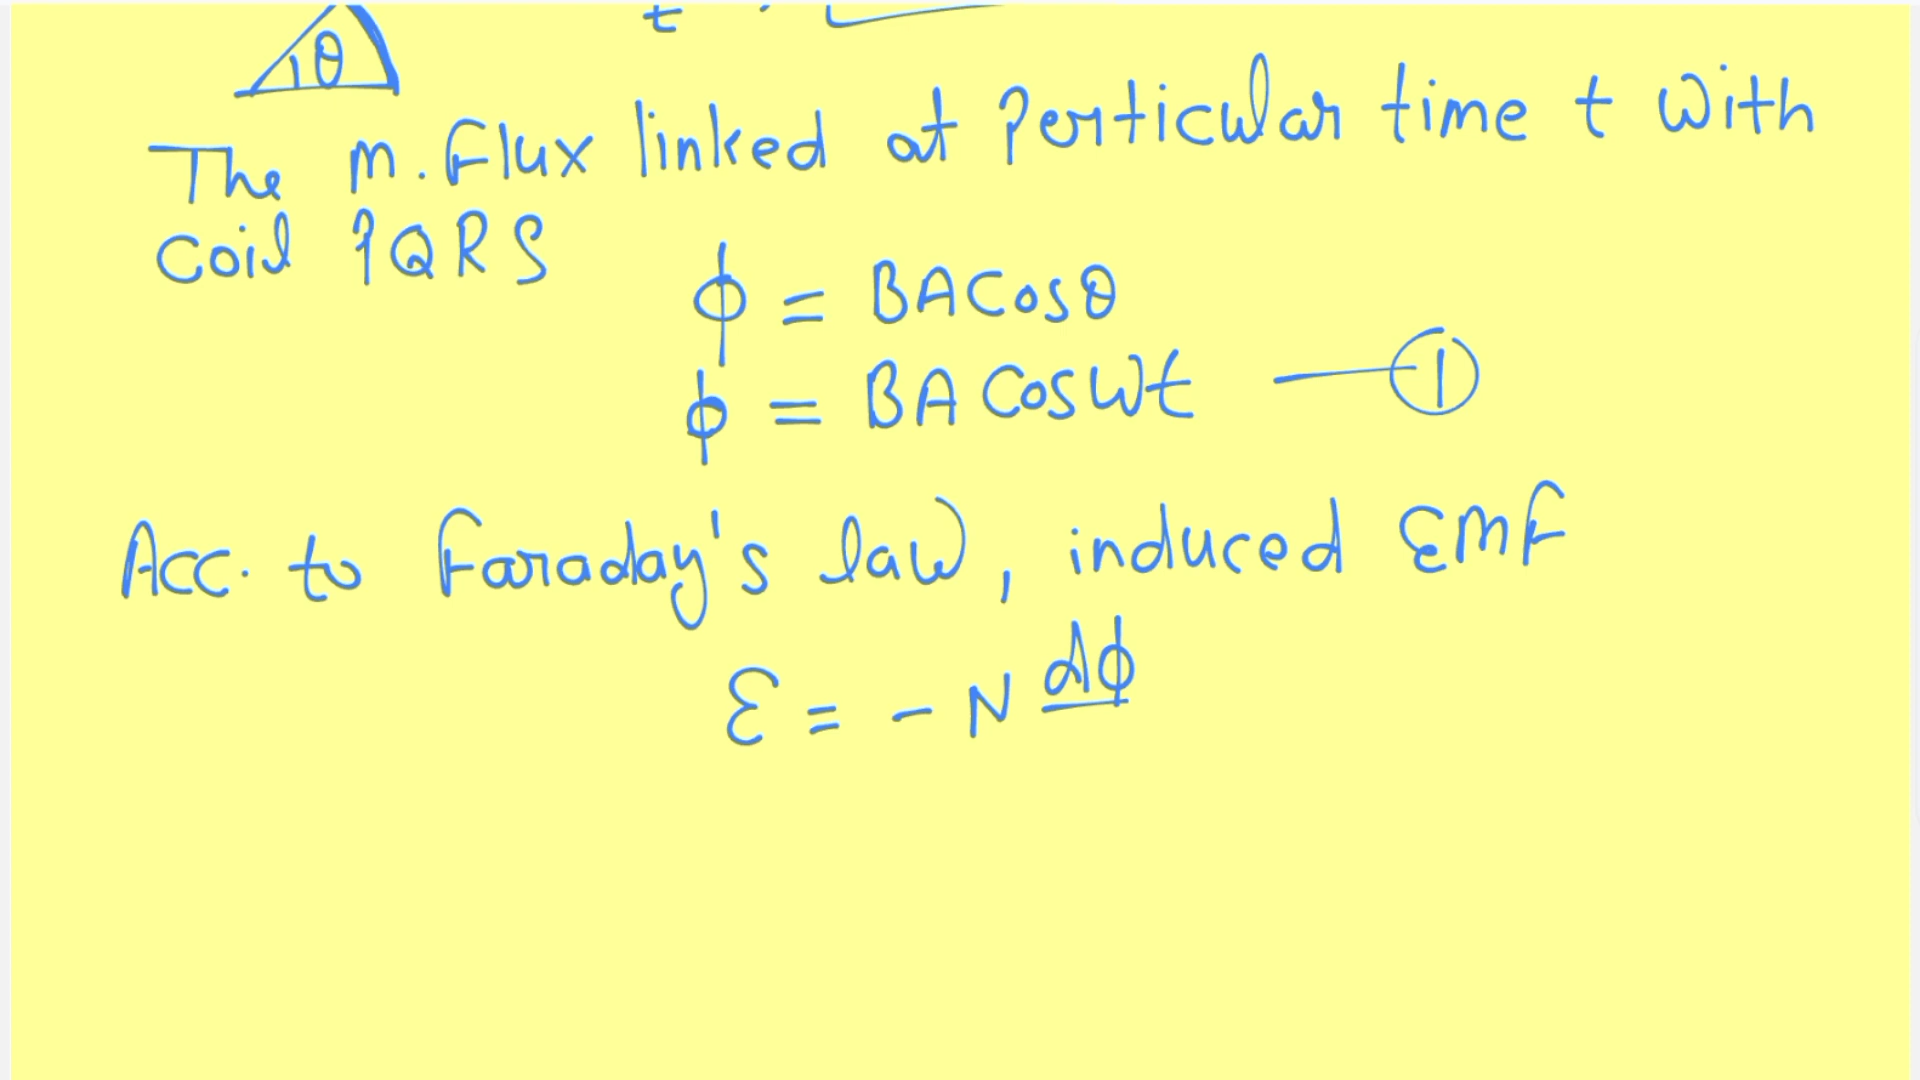 θ
t
The m. Flux linked at Perticular time t with
Coil PQRS
ϕ = BACosθ
ϕ = BA Cosωt —①
Acc. to Faraday's law, induced EMF
ε = - N dϕ